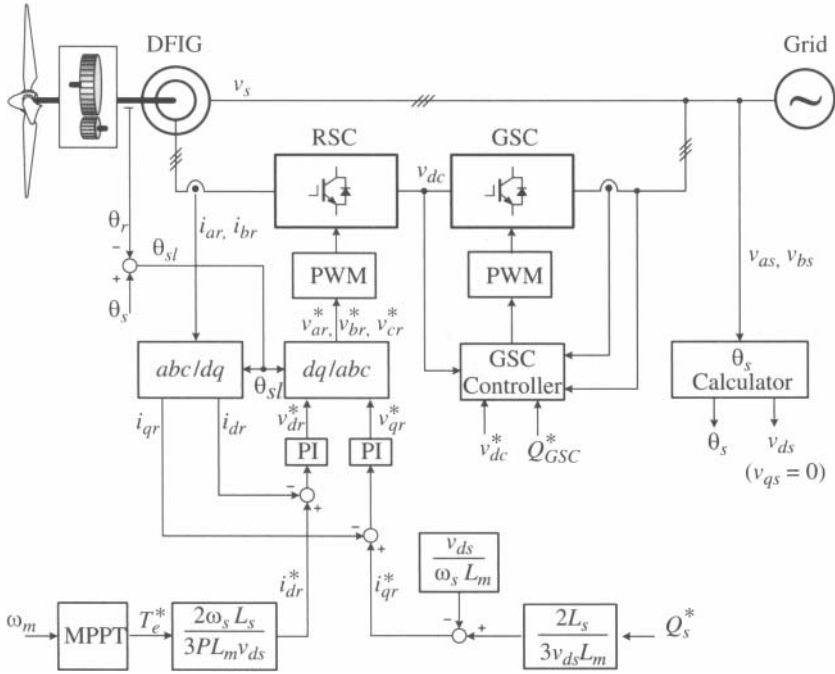 DFIG
Grid
v_s
RSC
GSC
v_dc
θ_r
i_ar, i_br
−
θ_sl
+
θ_s
PWM
PWM
v_as, v_bs
v*_ar, v*_br, v*_cr
abc/dq
θ_sl
dq/abc
GSC
Controller
θ_s
Calculator
i_qr
i_dr
v*_dr
v*_qr
PI
PI
v*_dc
Q*_GSC
θ_s
v_ds
(v_qs = 0)
−
+
−
+
v_ds
ω_s L_m
i*_dr
i*_qr
ω_m
MPPT
T*_e
2ω_s L_s
3PL_m v_ds
−
+
2L_s
3v_ds L_m
Q*_s